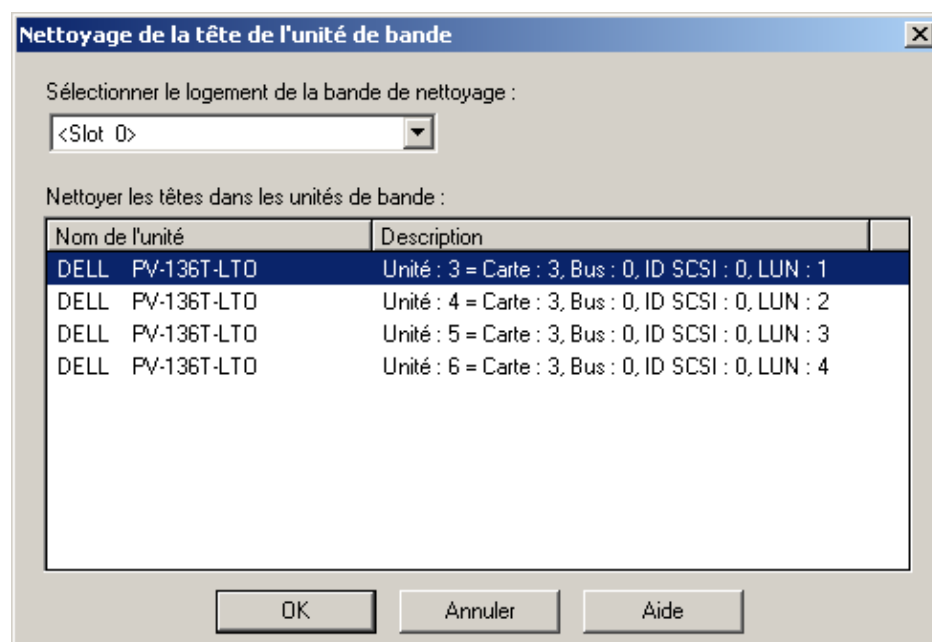 Nettoyage de la tête de l'unité de bande
Sélectionner le logement de la bande de nettoyage :
<Slot 0>
Nettoyer les têtes dans les unités de bande :
Nom de l'unité Description
DELL PV-136T-LTO Unité : 3 = Carte : 3, Bus : 0, ID SCSI : 0, LUN : 1
DELL PV-136T-LTO Unité : 4 = Carte : 3, Bus : 0, ID SCSI : 0, LUN : 2
DELL PV-136T-LTO Unité : 5 = Carte : 3, Bus : 0, ID SCSI : 0, LUN : 3
DELL PV-136T-LTO Unité : 6 = Carte : 3, Bus : 0, ID SCSI : 0, LUN : 4
OK Annuler Aide